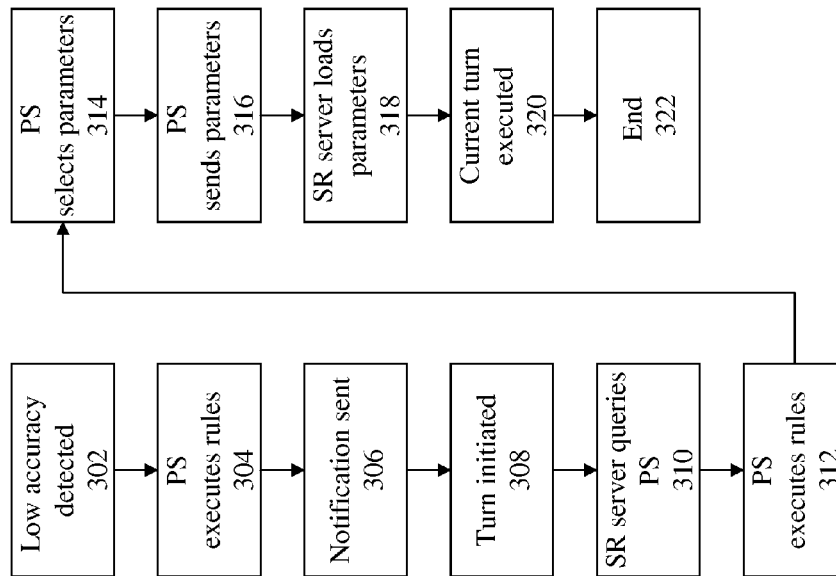 Low accuracy
detected
302
PS
executes rules
304
Notification sent
306
Turn initiated
308
SR server queries
PS
310
PS
executes rules
312
PS
selects parameters
314
PS
sends parameters
316
SR server loads
parameters
318
Current turn
executed
320
End
322